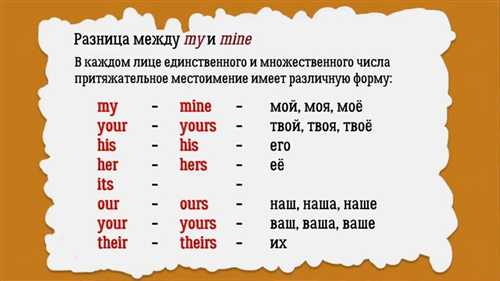 Разница между my и mine
В каждом лице единственного и множественного числа
притяжательное местоимение имеет различную форму:
my - mine - мой, моя, моё
your - yours - твой, твоя, твоё
his - his - его
her - hers - её
its - -
our - ours - наш, наша, наше
your - yours - ваш, ваша, ваше
their - theirs - их